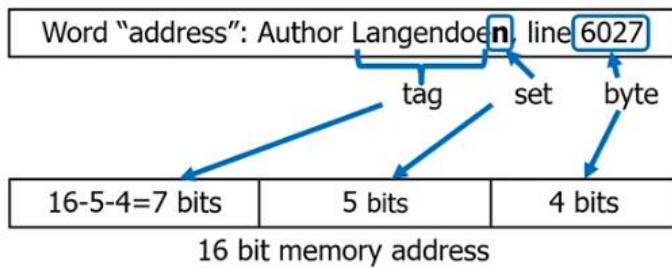 Word “address”: Author Langendoen, line 6027
tag set byte
16-5-4=7 bits 5 bits 4 bits
16 bit memory address